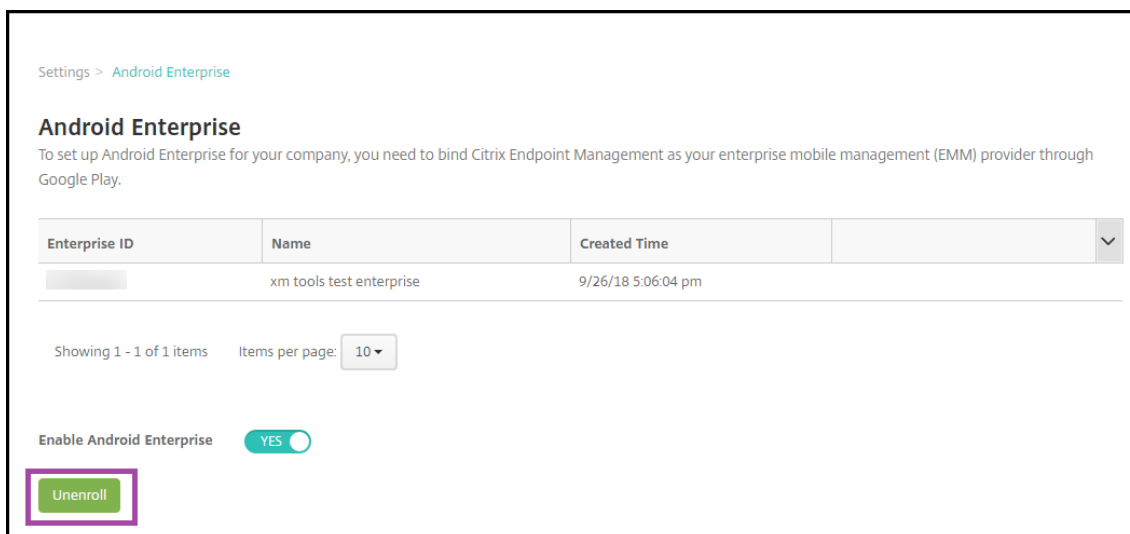 Settings > Android Enterprise
Android Enterprise
To set up Android Enterprise for your company, you need to bind Citrix Endpoint Management as your enterprise mobile management (EMM) provider through
Google Play.
Enterprise ID Name Created Time
xm tools test enterprise 9/26/18 5:06:04 pm
Showing 1 - 1 of 1 items Items per page: 10
Enable Android Enterprise YES
Unenroll